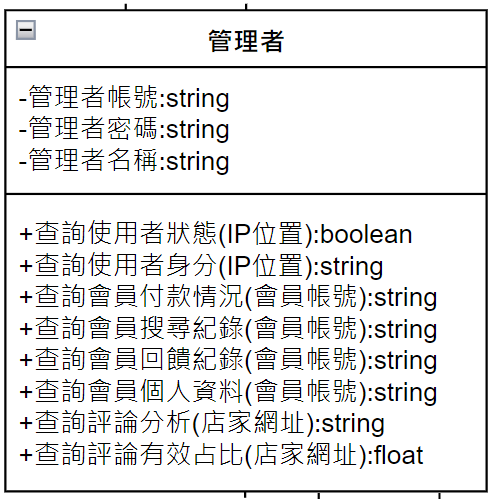 管理者
-管理者帳號:string
-管理者密碼:string
-管理者名稱:string
+查詢使用者狀態(IP位置):boolean
+查詢使用者身分(IP位置):string
+查詢會員付款情況(會員帳號):string
+查詢會員搜尋紀錄(會員帳號):string
+查詢會員回饋紀錄(會員帳號):string
+查詢會員個人資料(會員帳號):string
+查詢評論分析(店家網址):string
+查詢評論有效占比(店家網址):float